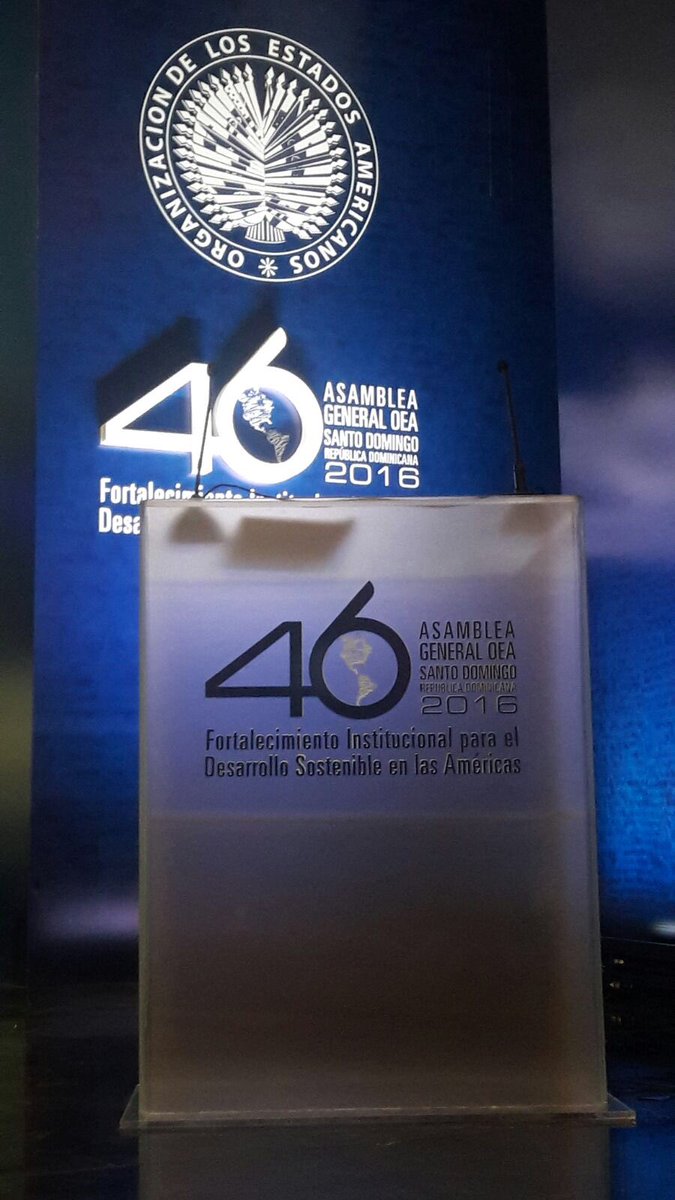 ORGANIZACION DE LOS ESTADOS AMERICANOS
46
ASAMBLEA
GENERAL OEA
SANTO DOMINGO
REPÚBLICA DOMINICANA
2016
Fortalecimiento
46
ASAMBLEA
GENERAL OEA
SANTO DOMINGO
REPÚBLICA DOMINICANA
2016
Fortalecimiento Institucional para el
Desarrollo Sostenible en las Américas